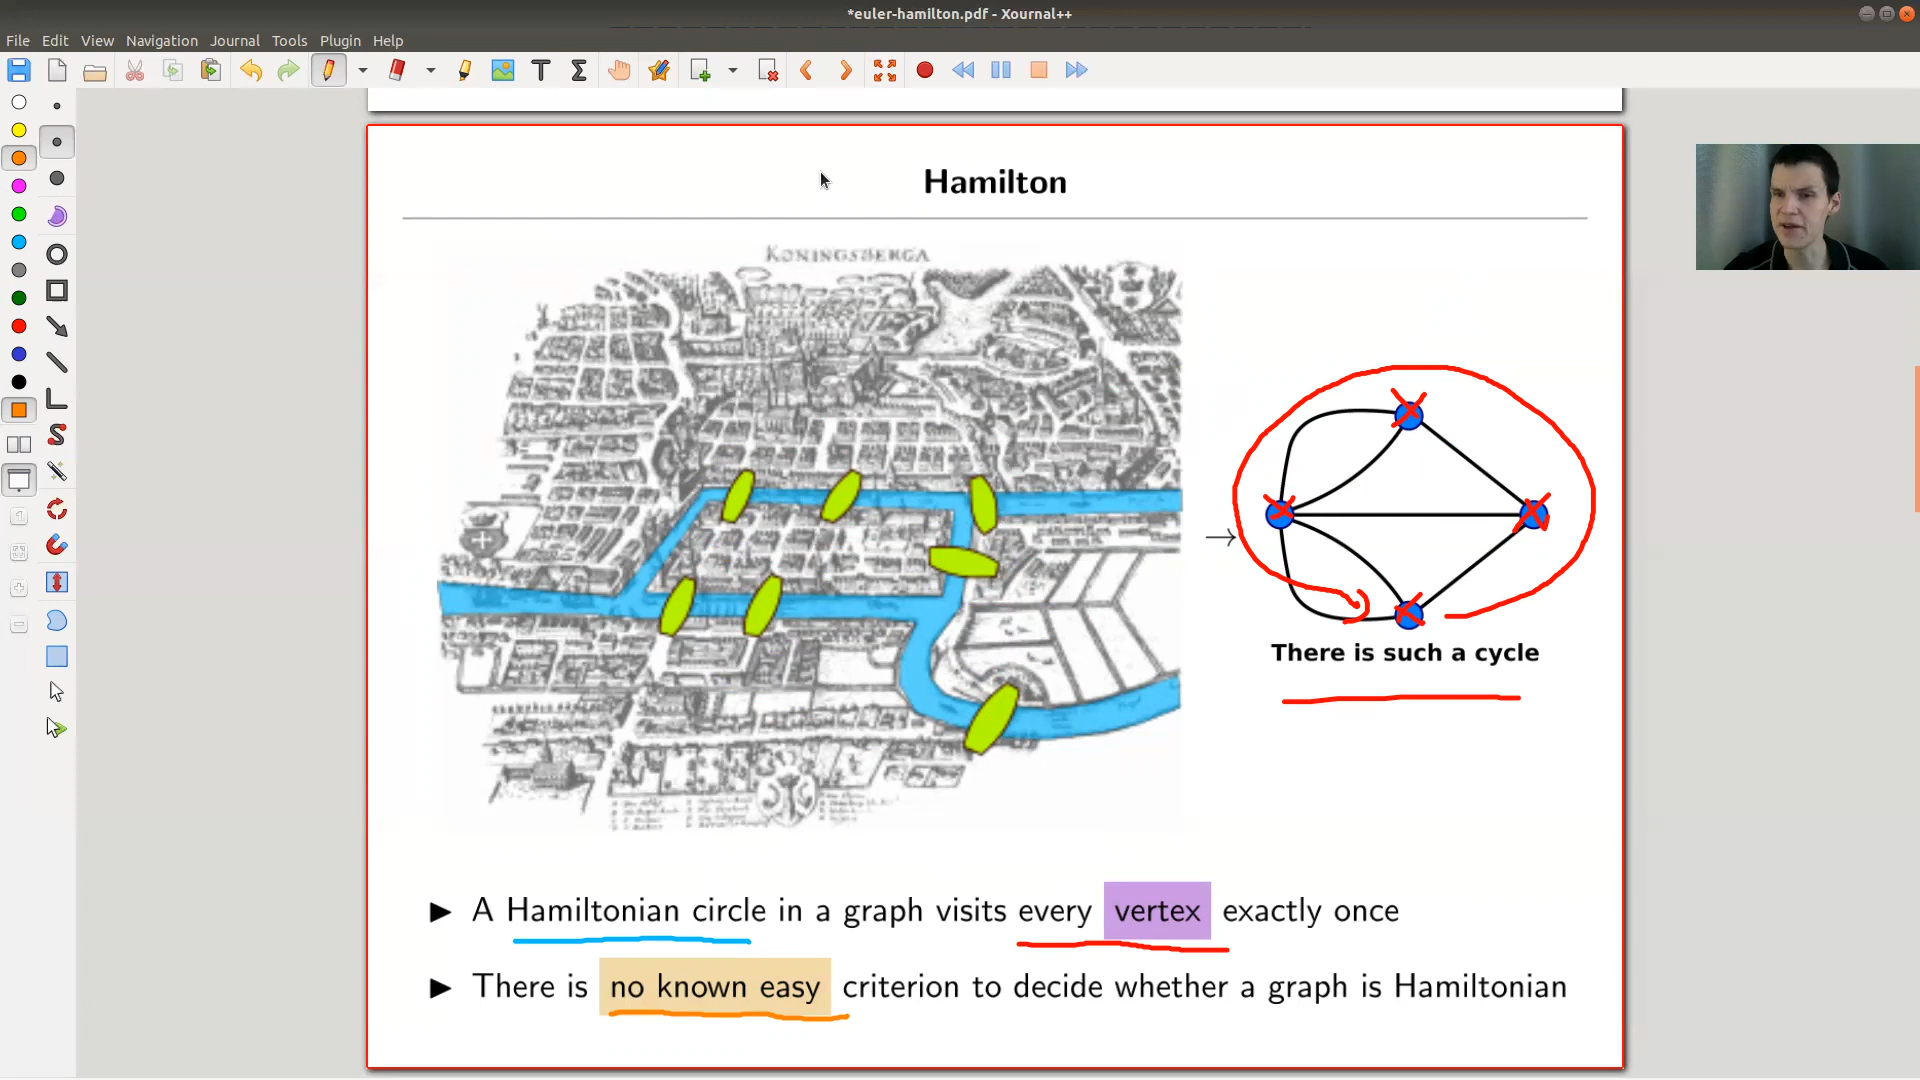 *euler-hamilton.pdf - Xournal++
File Edit View Navigation Journal Tools Plugin Help
Hamilton
KONINGSBERGA
→
There is such a cycle
▶ A Hamiltonian circle in a graph visits every vertex exactly once
▶ There is no known easy criterion to decide whether a graph is Hamiltonian